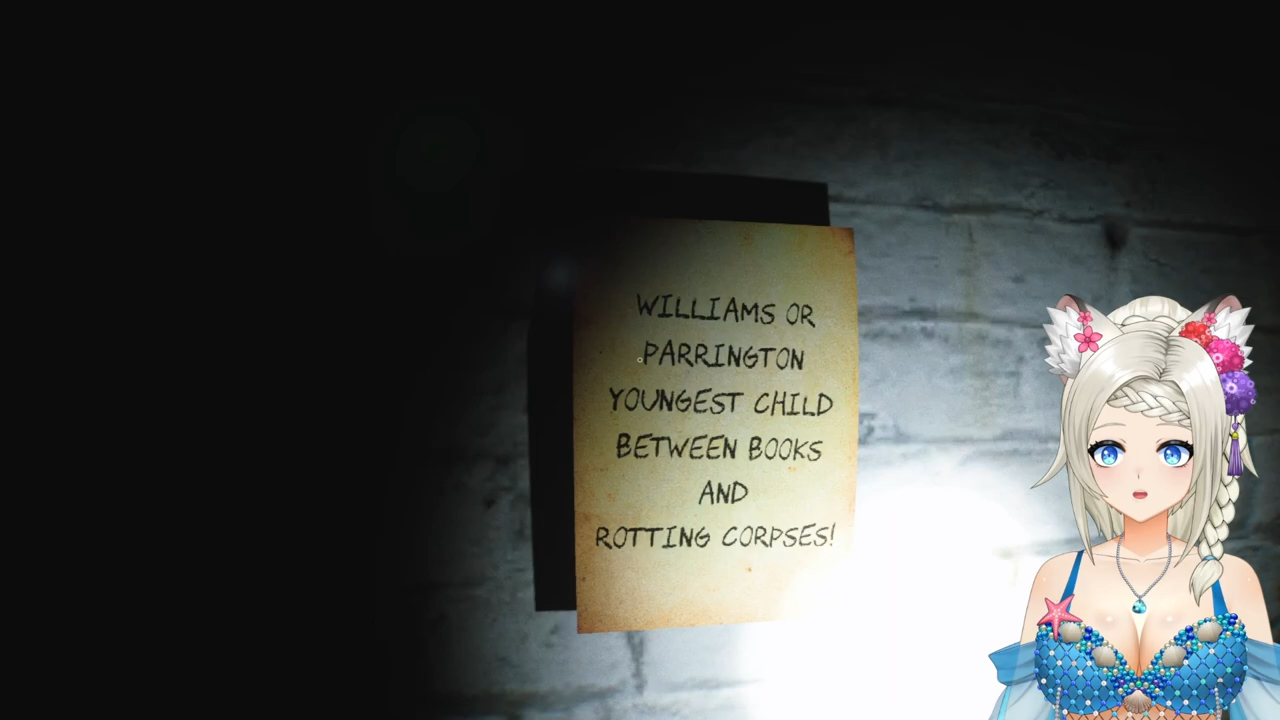 WILLIAMS OR
PARRINGTON
YOUNGEST CHILD
BETWEEN BOOKS
AND
ROTTING CORPSES!